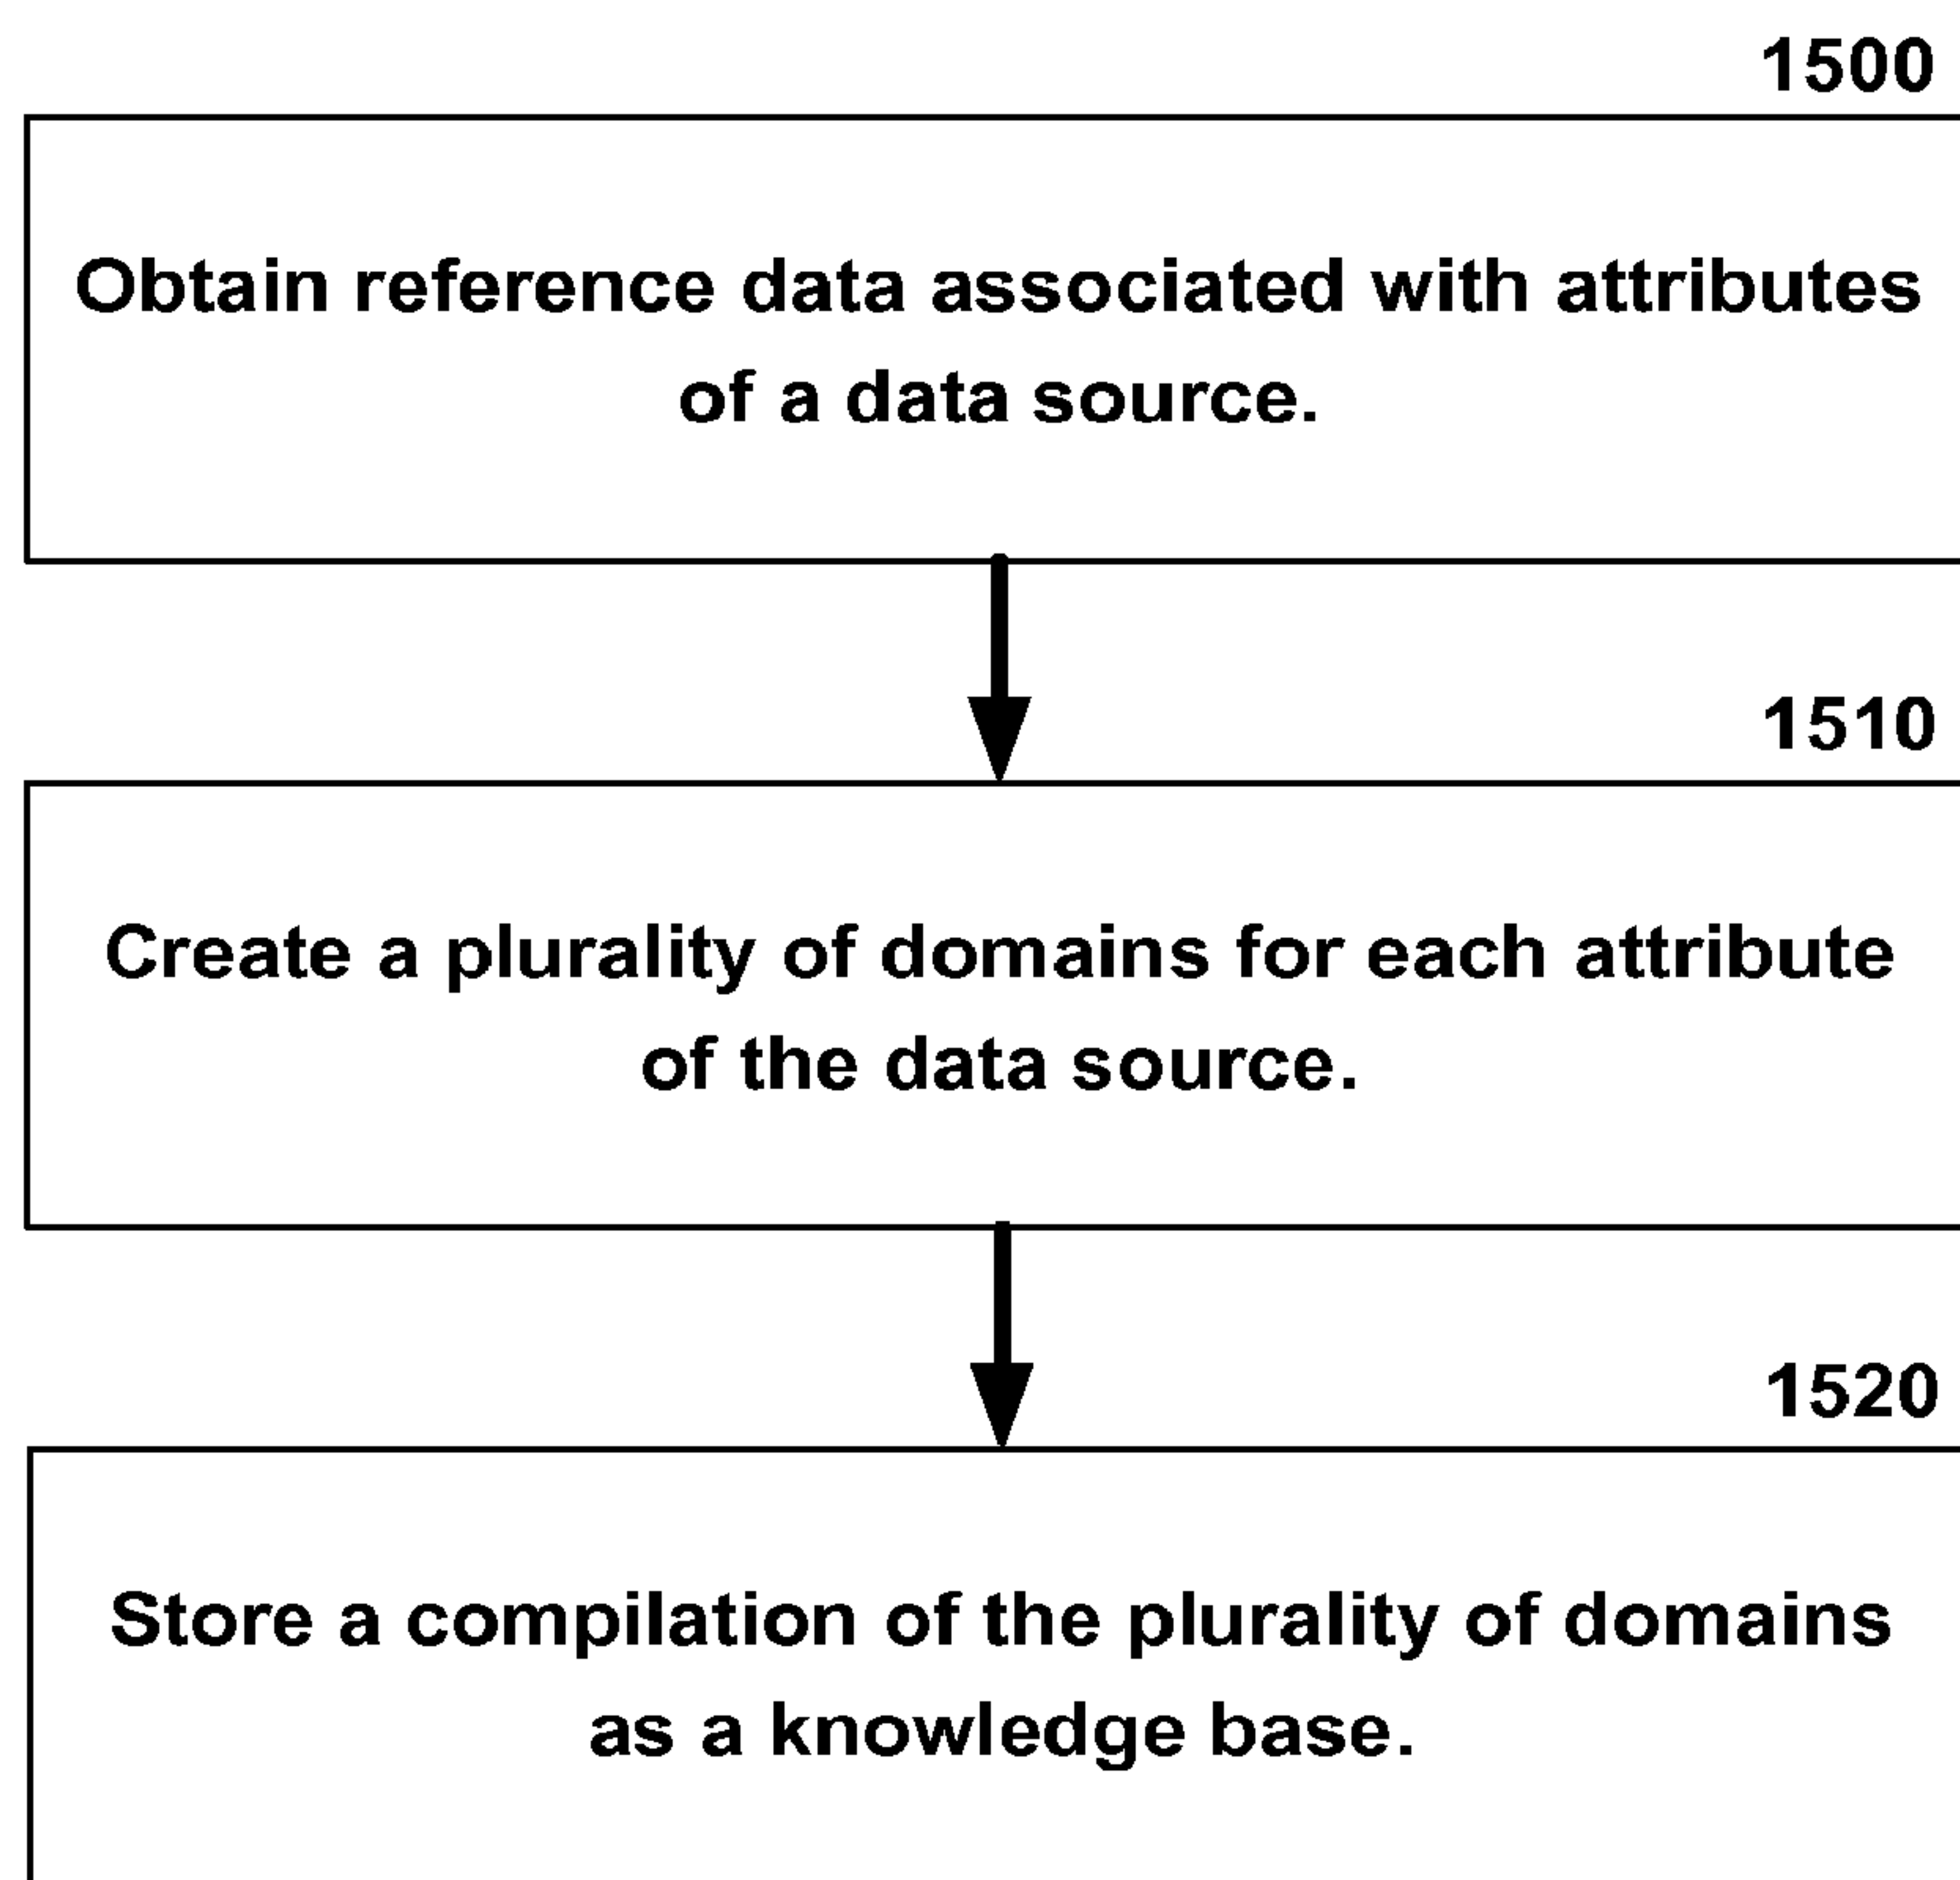 1500
Obtain reference data associated with attributes
of a data source.
1510
Create a plurality of domains for each attribute
of the data source.
1520
Store a compilation of the plurality of domains
as a knowledge base.